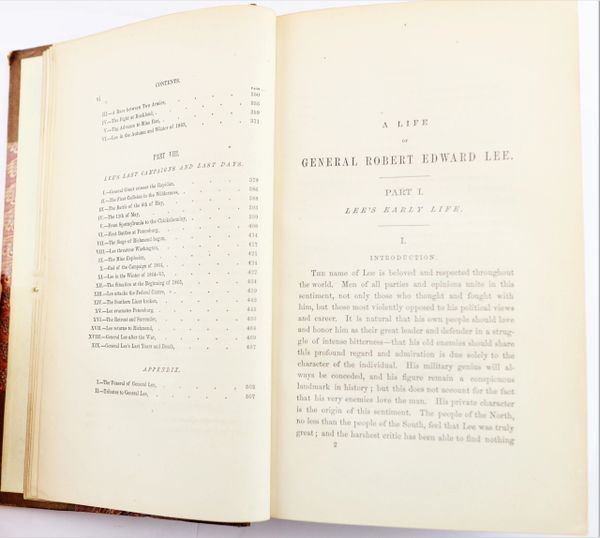 vi
CONTENTS.
PAGE
III.—A Race between Two Armies,
IV.—The Fight at Buckland,
V.—The Advance to Mine Run,
VI.—Lee in the Autumn and Winter of 1863,
PART VIII.
LEE'S LAST CAMPAIGNS AND LAST DAYS.
I.—General Grant crosses the Rapidan,
II.—The First Collision in the Wilderness,
III.—The Battle of the 6th of May,
IV.—The 12th of May,
V.—From Spottsylvania to the Chickahominy,
VI.—First Battles at Petersburg,
VII.—The Siege of Richmond begun,
VIII.—Lee threatens Washington,
IX.—The Mine Explosion,
X.—End of the Campaign of 1864,
XI.—Lee in the Winter of 1864-'65,
XII.—The Situation at the Beginning of 1865,
XIII.—Lee attacks the Federal Centre,
XIV.—The Southern Lines broken,
XV.—Lee evacuates Petersburg,
XVI.—The Retreat and Surrender,
XVII.—Lee returns to Richmond,
XVIII.—General Lee after the War,
XIX.—General Lee's Last Years and Death,
APPENDIX.
I.—The Funeral of General Lee,
II.—Tributes to General Lee, 507
A LIFE
OF
GENERAL ROBERT EDWARD LEE.
PART I.
LEE'S EARLY LIFE.
I.
INTRODUCTION.
The name of Lee is beloved and respected throughout
the world. Men of all parties and opinions unite in this
sentiment, not only those who thought and fought with
him, but those most violently opposed to his political views
and career. It is natural that his own people should love
and honor him as their great leader and defender in a strug-
gle of intense bitterness—that his old enemies should share
this profound regard and admiration is due solely to the
character of the individual. His military genius will al-
ways be conceded, and his figure remain a conspicuous
landmark in history; but this does not account for the fact
that his very enemies love the man. His private character
is the origin of this sentiment. The people of the North,
no less than the people of the South, feel that Lee was truly
great; and the harshest critic has been able to find nothing
2